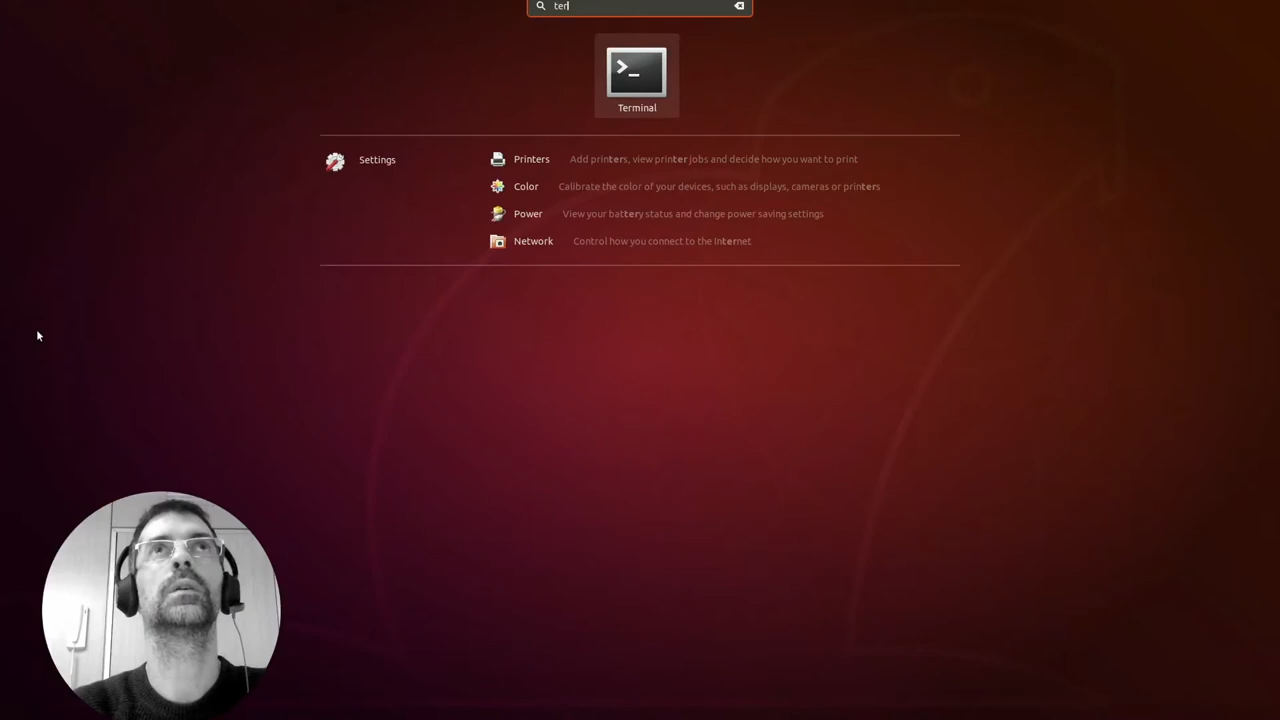 ter
Terminal
Settings
Printers Add printers, view printer jobs and decide how you want to print
Color Calibrate the color of your devices, such as displays, cameras or printers
Power View your battery status and change power saving settings
Network Control how you connect to the Internet